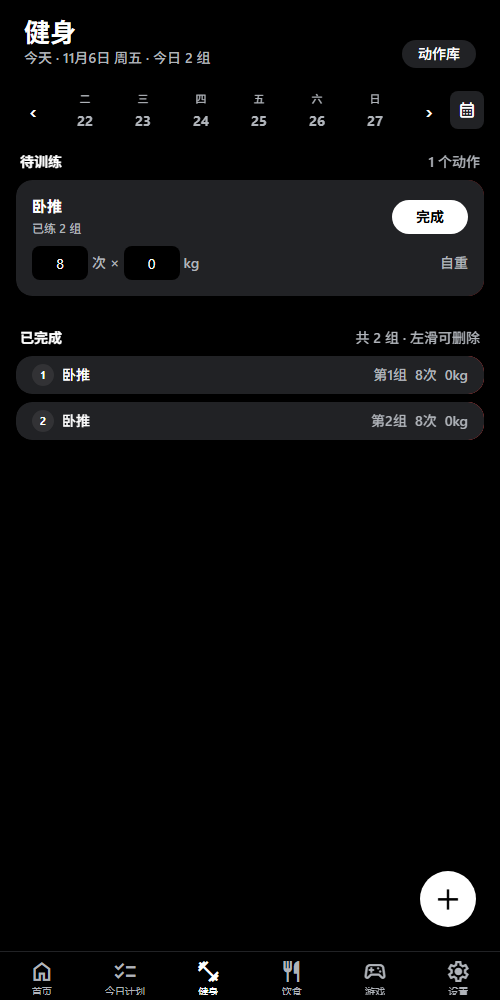 健身
今天 · 11月6日 周五 · 今日 2 组
动作库
‹ 二 三 四 五 六 日 ›
22 23 24 25 26 27
待训练 1 个动作
卧推
已练 2 组
完成
8 次 × 0 kg 自重
已完成 共 2 组 · 左滑可删除
1 卧推 第1组 8次 0kg
2 卧推 第2组 8次 0kg
+
首页 今日计划 健身 饮食 游戏 设置